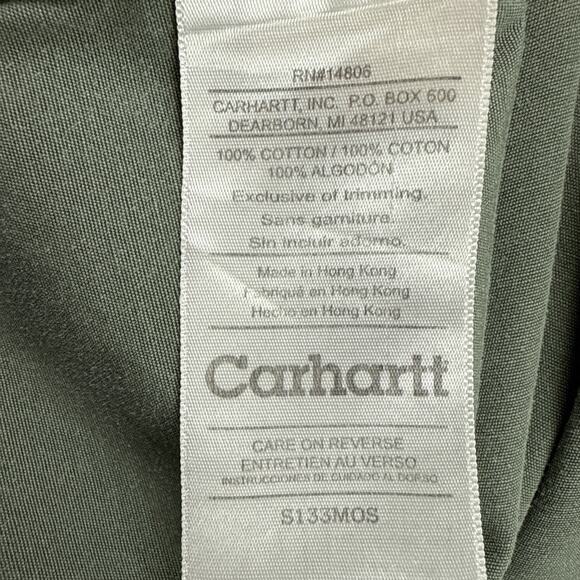 RN#14806
CARHARTT, INC. P.O. BOX 600
DEARBORN, MI 48121 USA
100% COTTON / 100% COTON
100% ALGODÓN
Exclusive of trimming.
Sans garniture.
Sin incluir adorno.
Made in Hong Kong
Fabriqué en Hong Kong
Hecho en Hong Kong
Carhartt
CARE ON REVERSE
ENTRETIEN AU VERSO
INSTRUCCIONES DE CUIDADO AL DORSO
S133MOS